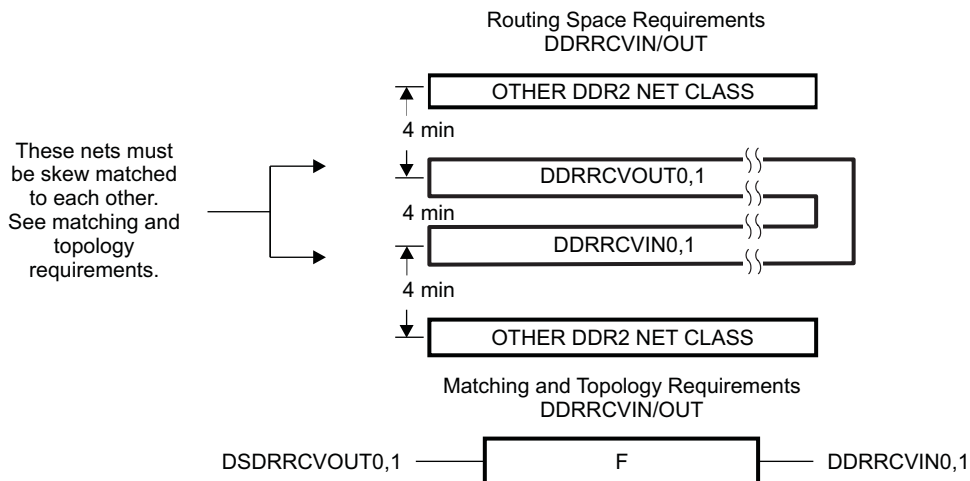 Routing Space Requirements
DDRRCVIN/OUT
OTHER DDR2 NET CLASS
4 min
These nets must
be skew matched
to each other.
See matching and
topology
requirements.
DDRRCVOUT0,1
4 min
DDRRCVIN0,1
4 min
OTHER DDR2 NET CLASS
Matching and Topology Requirements
DDRRCVIN/OUT
DSDRRCVOUT0,1
F
DDRRCVIN0,1